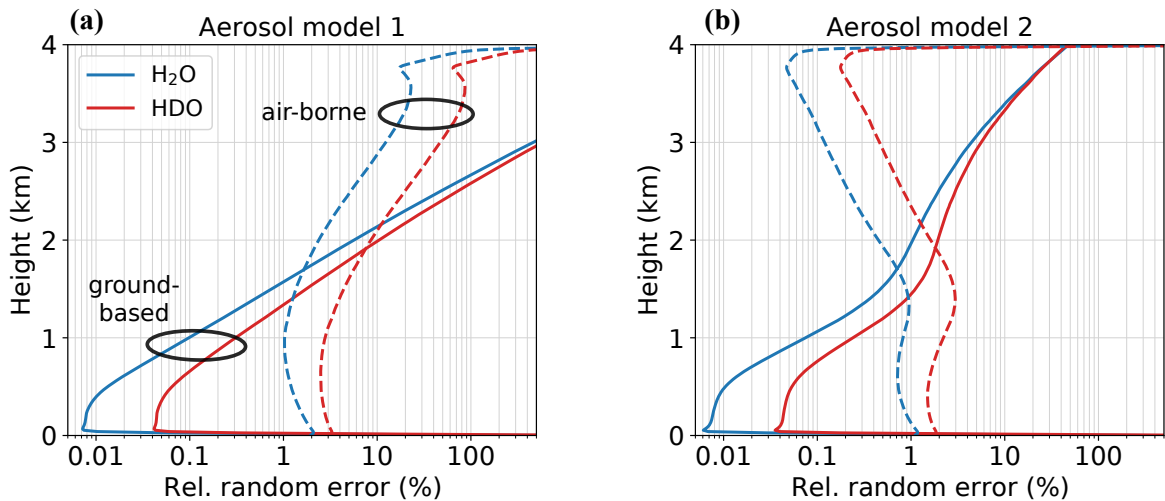 (a)
Aerosol model 1
H₂O
HDO
air-borne
ground-
based
Height (km)
4
3
2
1
0
0.01 0.1 1 10 100
Rel. random error (%)
(b)
Aerosol model 2
Height (km)
4
3
2
1
0
0.01 0.1 1 10 100
Rel. random error (%)